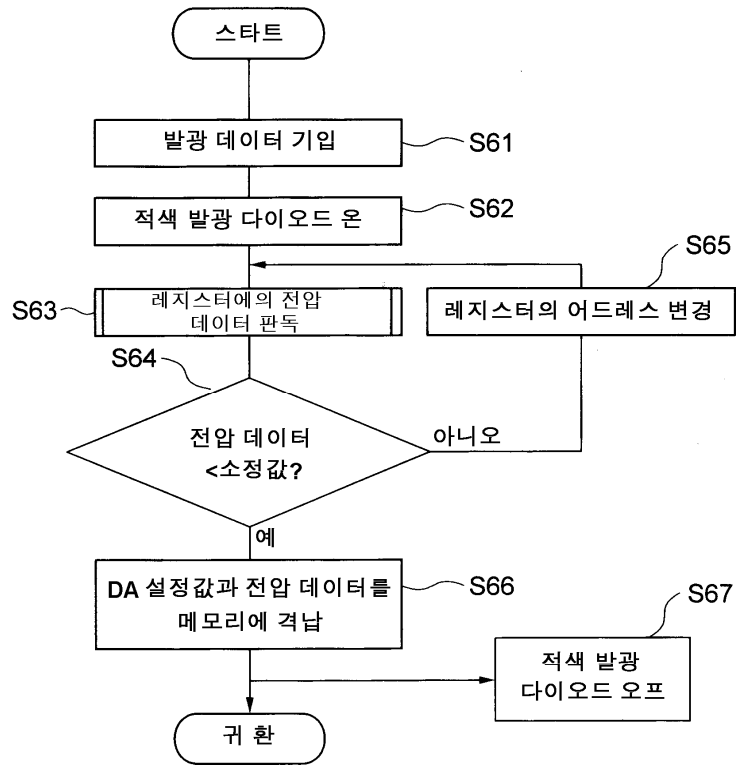 스타트
발광 데이터 기입
S61
적색 발광 다이오드 온
S62
S65
레지스터에의 전압
데이터 판독
S63
레지스터의 어드레스 변경
S64
전압 데이터
<소정값?
아니오
예
DA 설정값과 전압 데이터를
메모리에 격납
S66
S67
적색 발광
다이오드 오프
귀 환